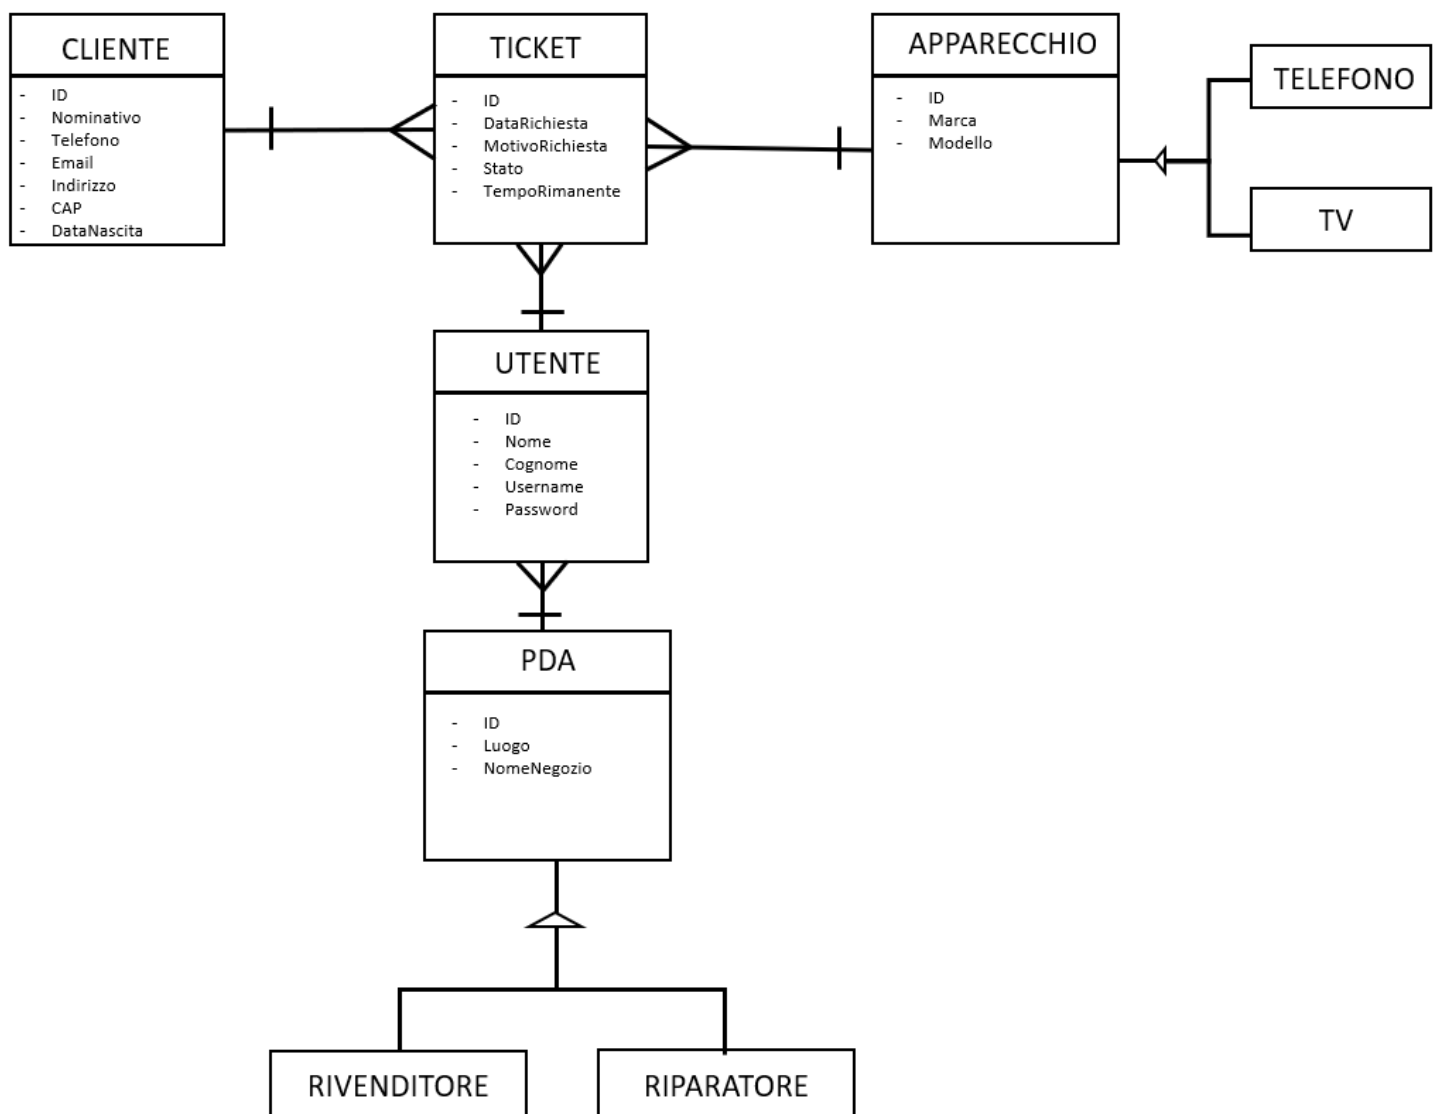 CLIENTE
- ID
- Nominativo
- Telefono
- Email
- Indirizzo
- CAP
- DataNascita
TICKET
- ID
- DataRichiesta
- MotivoRichiesta
- Stato
- TempoRimanente
APPARECCHIO
- ID
- Marca
- Modello
TELEFONO
TV
UTENTE
- ID
- Nome
- Cognome
- Username
- Password
PDA
- ID
- Luogo
- NomeNegozio
RIVENDITORE
RIPARATORE